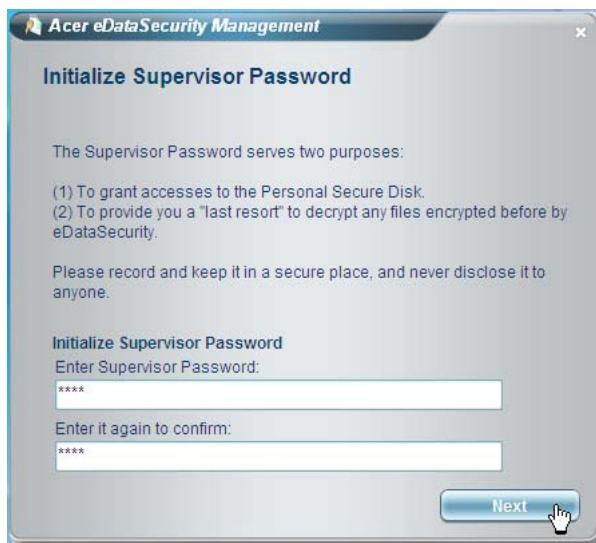 Acer eDataSecurity Management
x
Initialize Supervisor Password
The Supervisor Password serves two purposes:
(1) To grant accesses to the Personal Secure Disk.
(2) To provide you a "last resort" to decrypt any files encrypted before by
eDataSecurity.
Please record and keep it in a secure place, and never disclose it to
anyone.
Initialize Supervisor Password
Enter Supervisor Password:
****
Enter it again to confirm:
****
Next